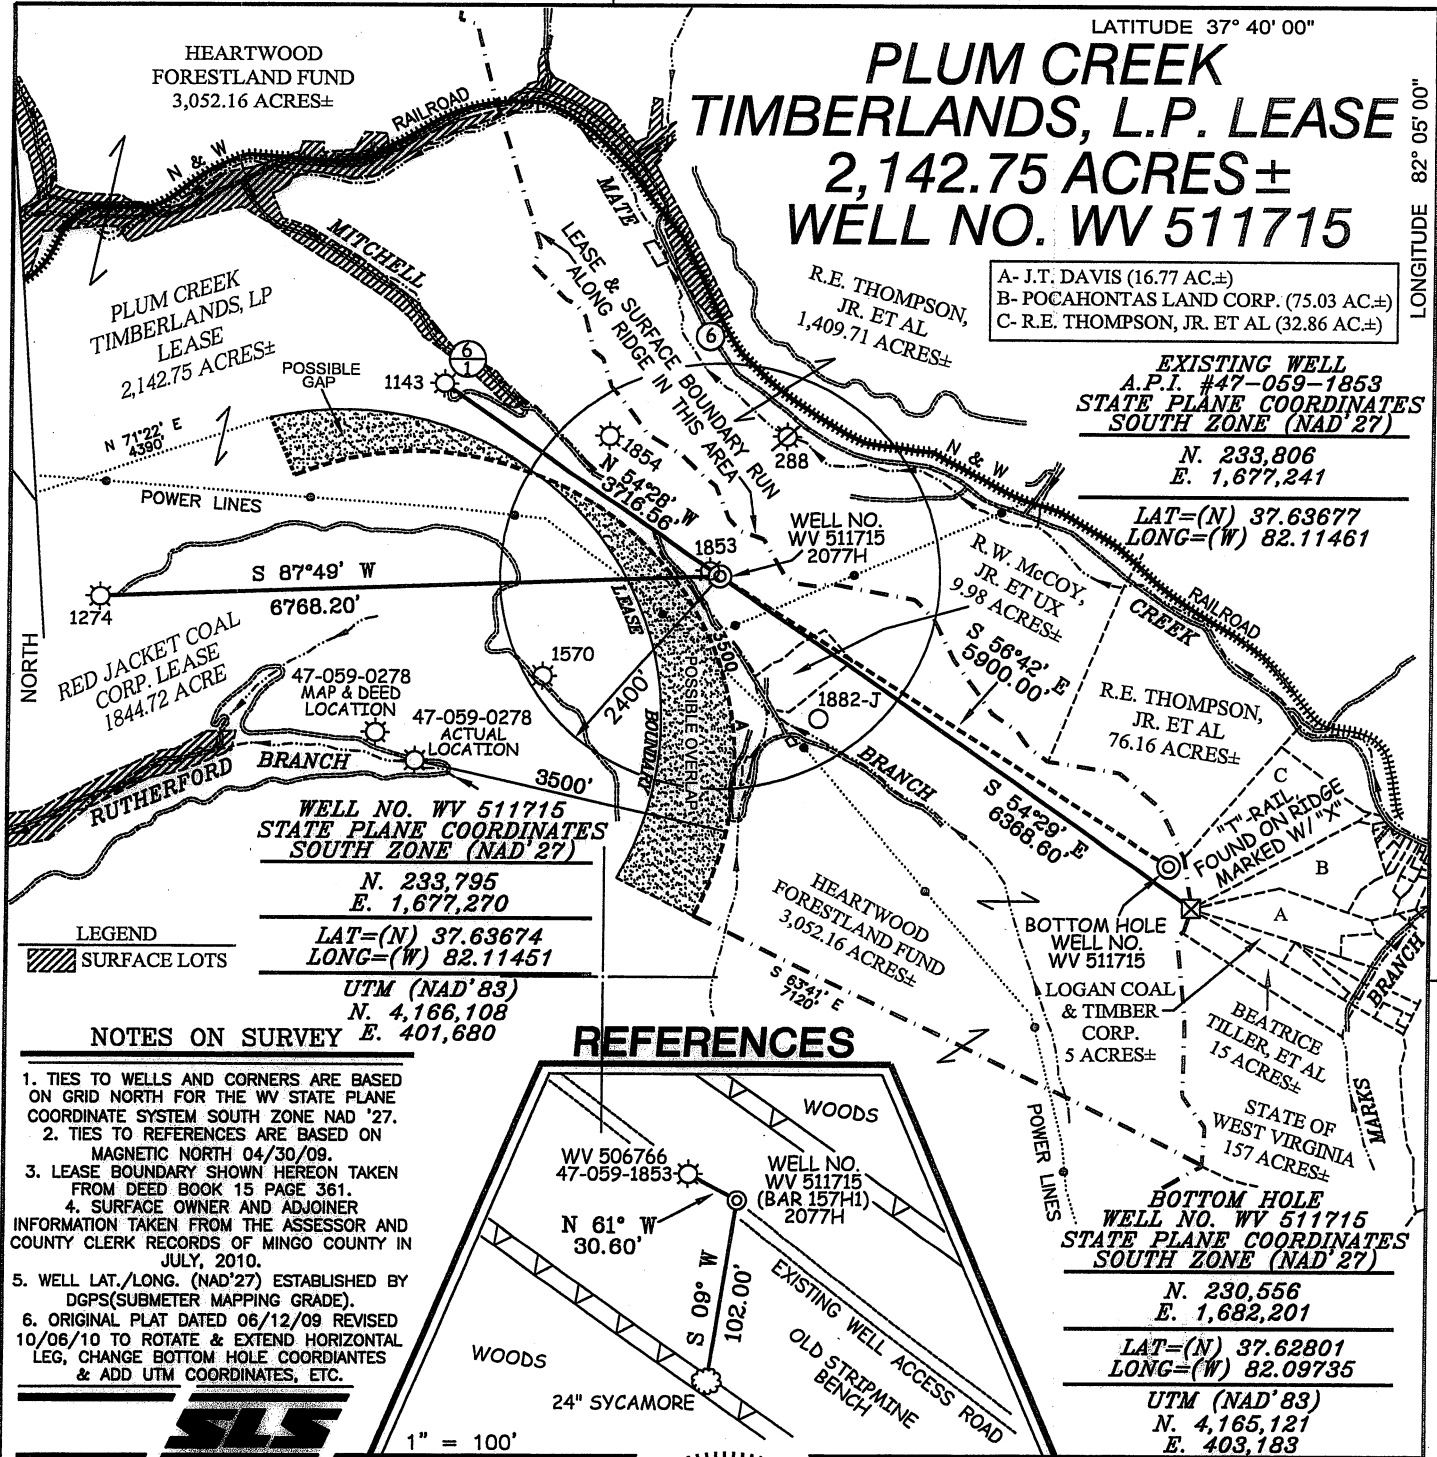 LATITUDE 37° 40' 00"
LONGITUDE 82° 05' 00"
PLUM CREEK
TIMBERLANDS, L.P. LEASE
2,142.75 ACRES±
WELL NO. WV 511715
HEARTWOOD
FORESTLAND FUND
3,052.16 ACRES±
N & W
RAILROAD
MATE
MITCHELL
LEASE & SURFACE BOUNDARY RUN
ALONG RIDGE IN THIS AREA
R.E. THOMPSON,
JR. ET AL
1,409.71 ACRES±
A- J.T. DAVIS (16.77 AC.±)
B- POCAHONTAS LAND CORP. (75.03 AC.±)
C- R.E. THOMPSON, JR. ET AL (32.86 AC.±)
EXISTING WELL
A.P.I. #47-059-1853
STATE PLANE COORDINATES
SOUTH ZONE (NAD'27)
N. 233,806
E. 1,677,241
LAT=(N) 37.63677
LONG=(W) 82.11461
PLUM CREEK
TIMBERLANDS, LP
LEASE
2,142.75 ACRES±
POSSIBLE
GAP
1143
6
1
6
1854
288
N 71°22' E
4390'
POWER LINES
N 54°28' W
3716.56'
N & W
RAILROAD
CREEK
1853
WELL NO.
WV 511715
2077H
R.W. McCOY,
JR. ET UX
9.98 ACRES±
S 87°49' W
6768.20'
1274
NORTH
RED JACKET COAL
CORP. LEASE
1844.72 ACRE
47-059-0278
MAP & DEED
LOCATION
47-059-0278
ACTUAL
LOCATION
1570
2400'
3500'
3500'
LEASE
BOUNDARY
POSSIBLE OVERLAP
A
1882-J
BRANCH
S 56°42' E
5900.00'
S 54°29' E
6368.60'
R.E. THOMPSON,
JR. ET AL
76.16 ACRES±
C
B
A
"T"-RAIL,
FOUND ON RIDGE
MARKED W/ "X"
RUTHERFORD BRANCH
WELL NO. WV 511715
STATE PLANE COORDINATES
SOUTH ZONE (NAD'27)
N. 233,795
E. 1,677,270
LAT=(N) 37.63674
LONG=(W) 82.11451
UTM (NAD'83)
N. 4,166,108
E. 401,680
LEGEND
SURFACE LOTS
HEARTWOOD
FORESTLAND FUND
3,052.16 ACRES±
S 63°41' E
7120'
BOTTOM HOLE
WELL NO.
WV 511715
LOGAN COAL
& TIMBER
CORP.
5 ACRES±
BEATRICE
TILLER, ET AL
15 ACRES±
STATE OF
WEST VIRGINIA
157 ACRES±
MARKS
BRANCH
POWER LINES
NOTES ON SURVEY
1. TIES TO WELLS AND CORNERS ARE BASED
ON GRID NORTH FOR THE WV STATE PLANE
COORDINATE SYSTEM SOUTH ZONE NAD '27.
2. TIES TO REFERENCES ARE BASED ON
MAGNETIC NORTH 04/30/09.
3. LEASE BOUNDARY SHOWN HEREON TAKEN
FROM DEED BOOK 15 PAGE 361.
4. SURFACE OWNER AND ADJOINER
INFORMATION TAKEN FROM THE ASSESSOR AND
COUNTY CLERK RECORDS OF MINGO COUNTY IN
JULY, 2010.
5. WELL LAT./LONG. (NAD'27) ESTABLISHED BY
DGPS(SUBMETER MAPPING GRADE).
6. ORIGINAL PLAT DATED 06/12/09 REVISED
10/06/10 TO ROTATE & EXTEND HORIZONTAL
LEG, CHANGE BOTTOM HOLE COORDIANTES
& ADD UTM COORDINATES, ETC.
SLS
REFERENCES
WOODS
WV 506766
47-059-1853
WELL NO.
WV 511715
(BAR 157H1)
2077H
N 61° W
30.60'
S 09° W
102.00'
EXISTING WELL ACCESS ROAD
OLD STRIPMINE
BENCH
WOODS
24" SYCAMORE
1" = 100'
BOTTOM HOLE
WELL NO. WV 511715
STATE PLANE COORDINATES
SOUTH ZONE (NAD'27)
N. 230,556
E. 1,682,201
LAT=(N) 37.62801
LONG=(W) 82.09735
UTM (NAD'83)
N. 4,165,121
E. 403,183